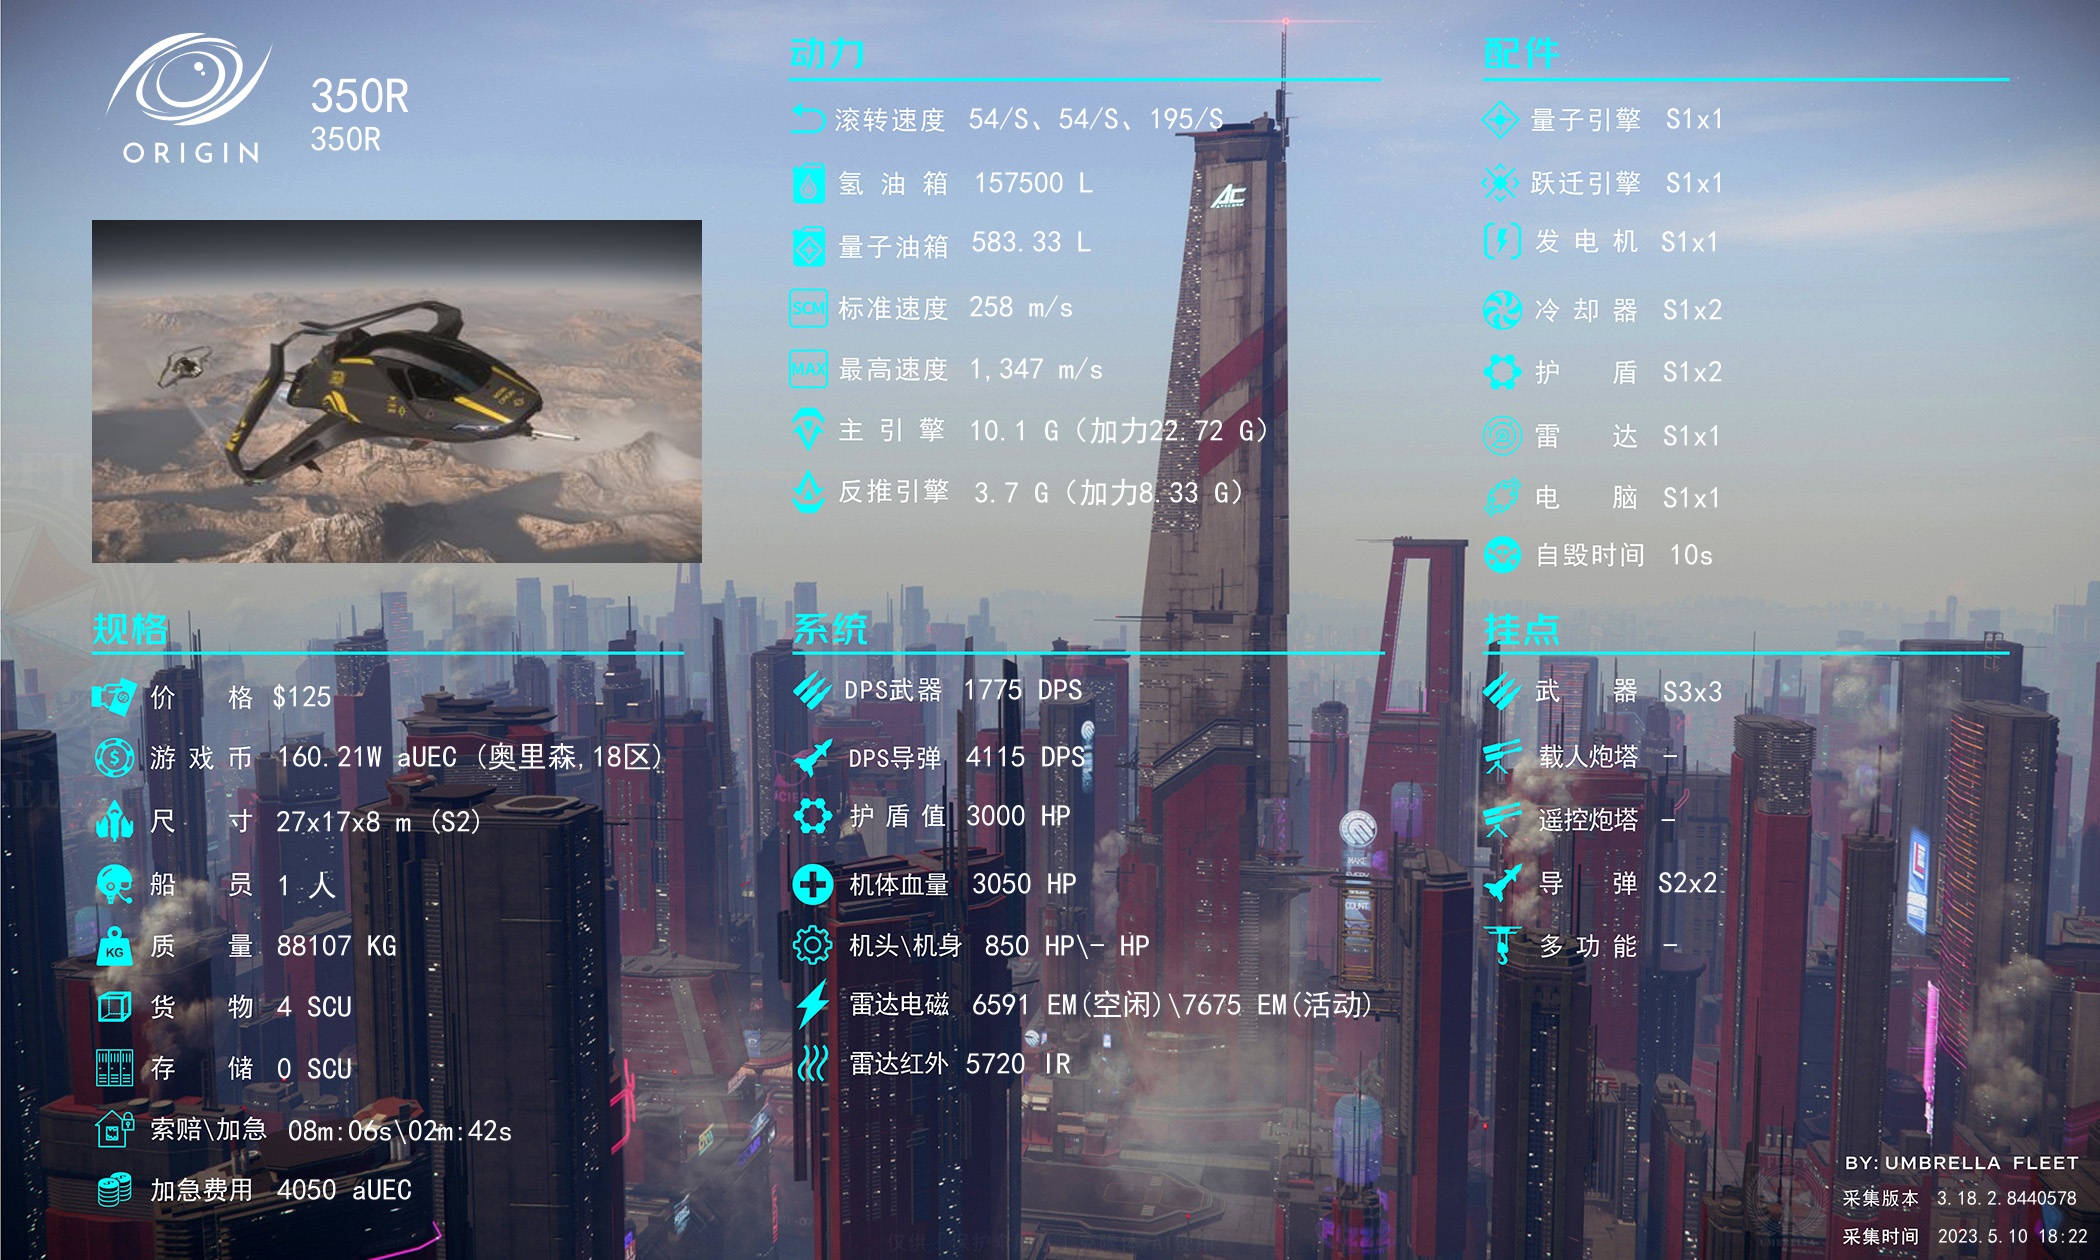 ORIGIN
350R
350R
动力
滚转速度 54/S、54/S、195/S
氢油箱 157500 L
量子油箱 583.33 L
SCM 标准速度 258 m/s
MAX 最高速度 1,347 m/s
主引擎 10.1 G（加力22.72 G）
反推引擎 3.7 G（加力8.33 G）
配件
量子引擎 S1x1
跃迁引擎 S1x1
发电机 S1x1
冷却器 S1x2
护盾 S1x2
雷达 S1x1
电脑 S1x1
自毁时间 10s
规格
价格 $125
游戏币 160.21W aUEC (奥里森,18区)
尺寸 27x17x8 m (S2)
船员 1 人
KG 质量 88107 KG
货物 4 SCU
存储 0 SCU
索赔\加急 08m:06s\02m:42s
加急费用 4050 aUEC
系统
DPS武器 1775 DPS
DPS导弹 4115 DPS
护盾值 3000 HP
机体血量 3050 HP
机头\机身 850 HP\- HP
雷达电磁 6591 EM(空闲)\7675 EM(活动)
雷达红外 5720 IR
挂点
武器 S3x3
载人炮塔 -
遥控炮塔 -
导弹 S2x2
多功能 -
AC
MAKE
EVERY
COUNT
BY: UMBRELLA FLEET
采集版本 3.18.2.8440578
采集时间 2023.5.10 18:22